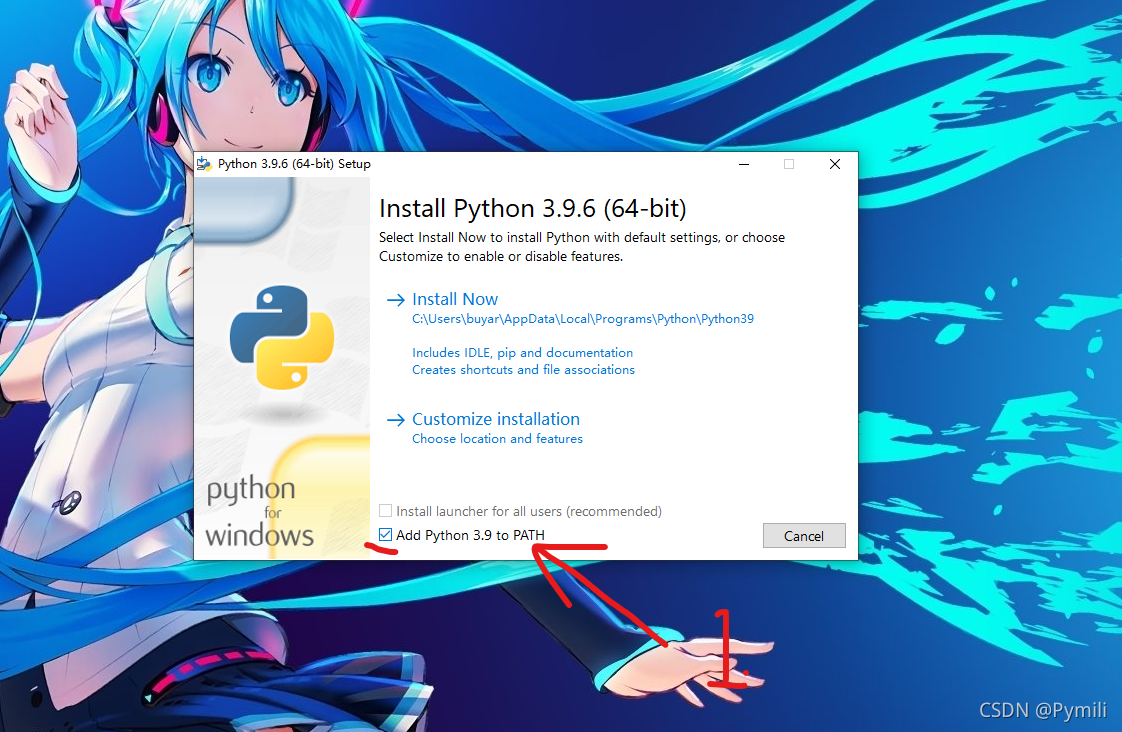 Python 3.9.6 (64-bit) Setup
Install Python 3.9.6 (64-bit)
Select Install Now to install Python with default settings, or choose
Customize to enable or disable features.
Install Now
C:\Users\buyar\AppData\Local\Programs\Python\Python39
Includes IDLE, pip and documentation
Creates shortcuts and file associations
Customize installation
Choose location and features
python
for
windows
Install launcher for all users (recommended)
Add Python 3.9 to PATH
Cancel
1.
CSDN @Pymili